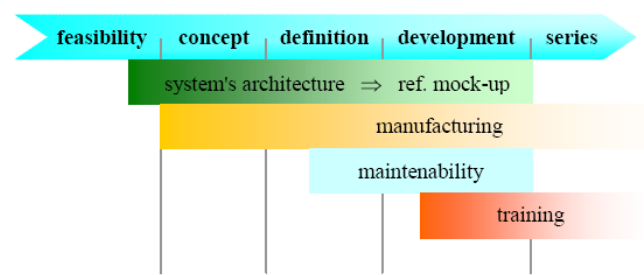 feasibility concept definition development series
system's architecture ⇒ ref. mock-up
manufacturing
maintenability
training